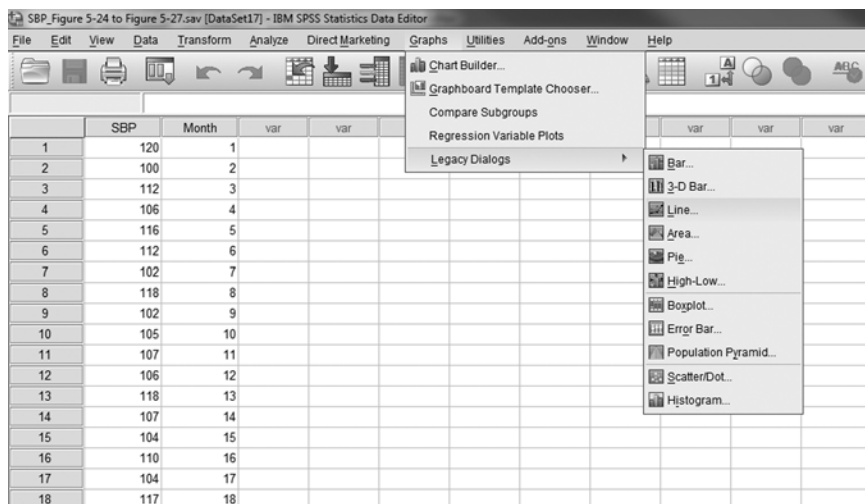 SBP_Figure 5-24 to Figure 5-27.sav [DataSet17] - IBM SPSS Statistics Data Editor
File Edit View Data Transform Analyze Direct Marketing Graphs Utilities Add-ons Window Help
A
14
ABC
Chart Builder...
Graphboard Template Chooser...
Compare Subgroups
Regression Variable Plots
Legacy Dialogs
Bar...
3-D Bar...
Line...
Area...
Pie...
High-Low...
Boxplot...
Error Bar...
Population Pyramid...
Scatter/Dot...
Histogram...
SBP Month var var var var var
1 120 1
2 100 2
3 112 3
4 106 4
5 116 5
6 112 6
7 102 7
8 118 8
9 102 9
10 105 10
11 107 11
12 106 12
13 118 13
14 107 14
15 104 15
16 110 16
17 104 17
18 117 18